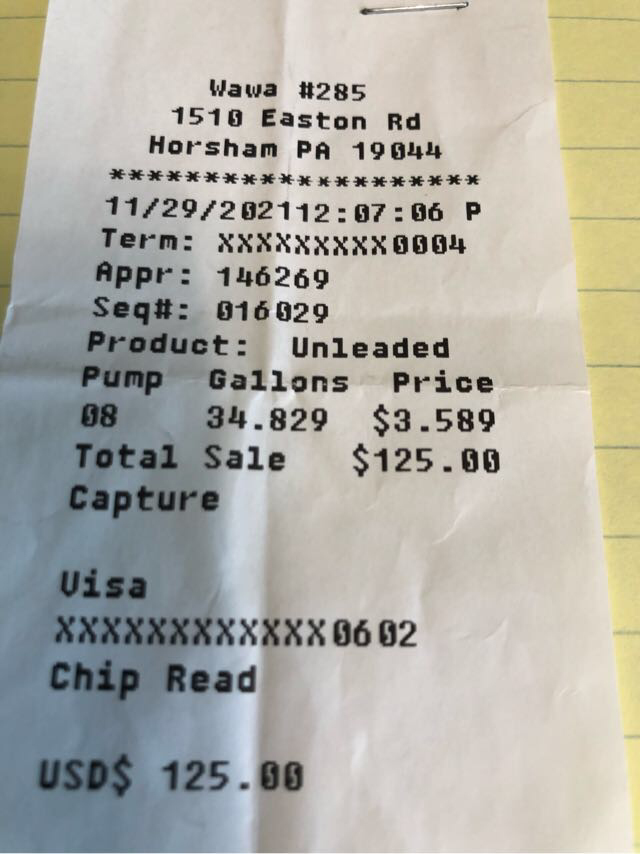 Wawa #285
1510 Easton Rd
Horsham PA 19044
********************
11/29/202112:07:06 P
Term: XXXXXXXXX0004
Appr: 146269
Seq#: 016029
Product: Unleaded
Pump Gallons Price
08 34.829 $3.589
Total Sale $125.00
Capture
Visa
XXXXXXXXXXXX0602
Chip Read
USD$ 125.00